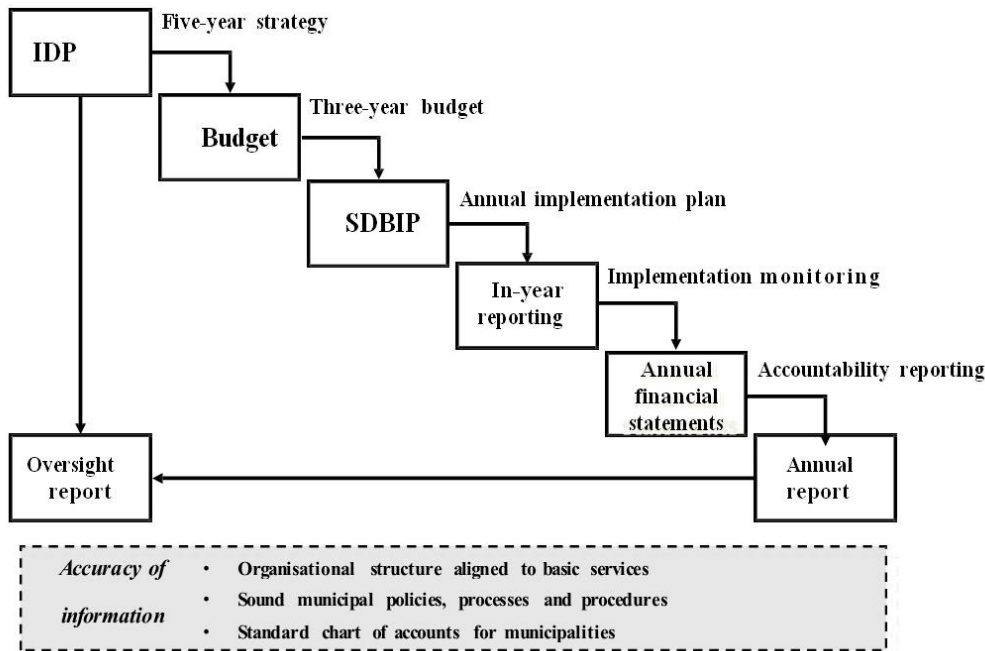 Five-year strategy
IDP
Three-year budget
Budget
Annual implementation plan
SDBIP
Implementation monitoring
In-year
reporting
Accountability reporting
Annual
financial
statements
Oversight
report
Annual
report
Accuracy of
information
• Organisational structure aligned to basic services
• Sound municipal policies, processes and procedures
• Standard chart of accounts for municipalities